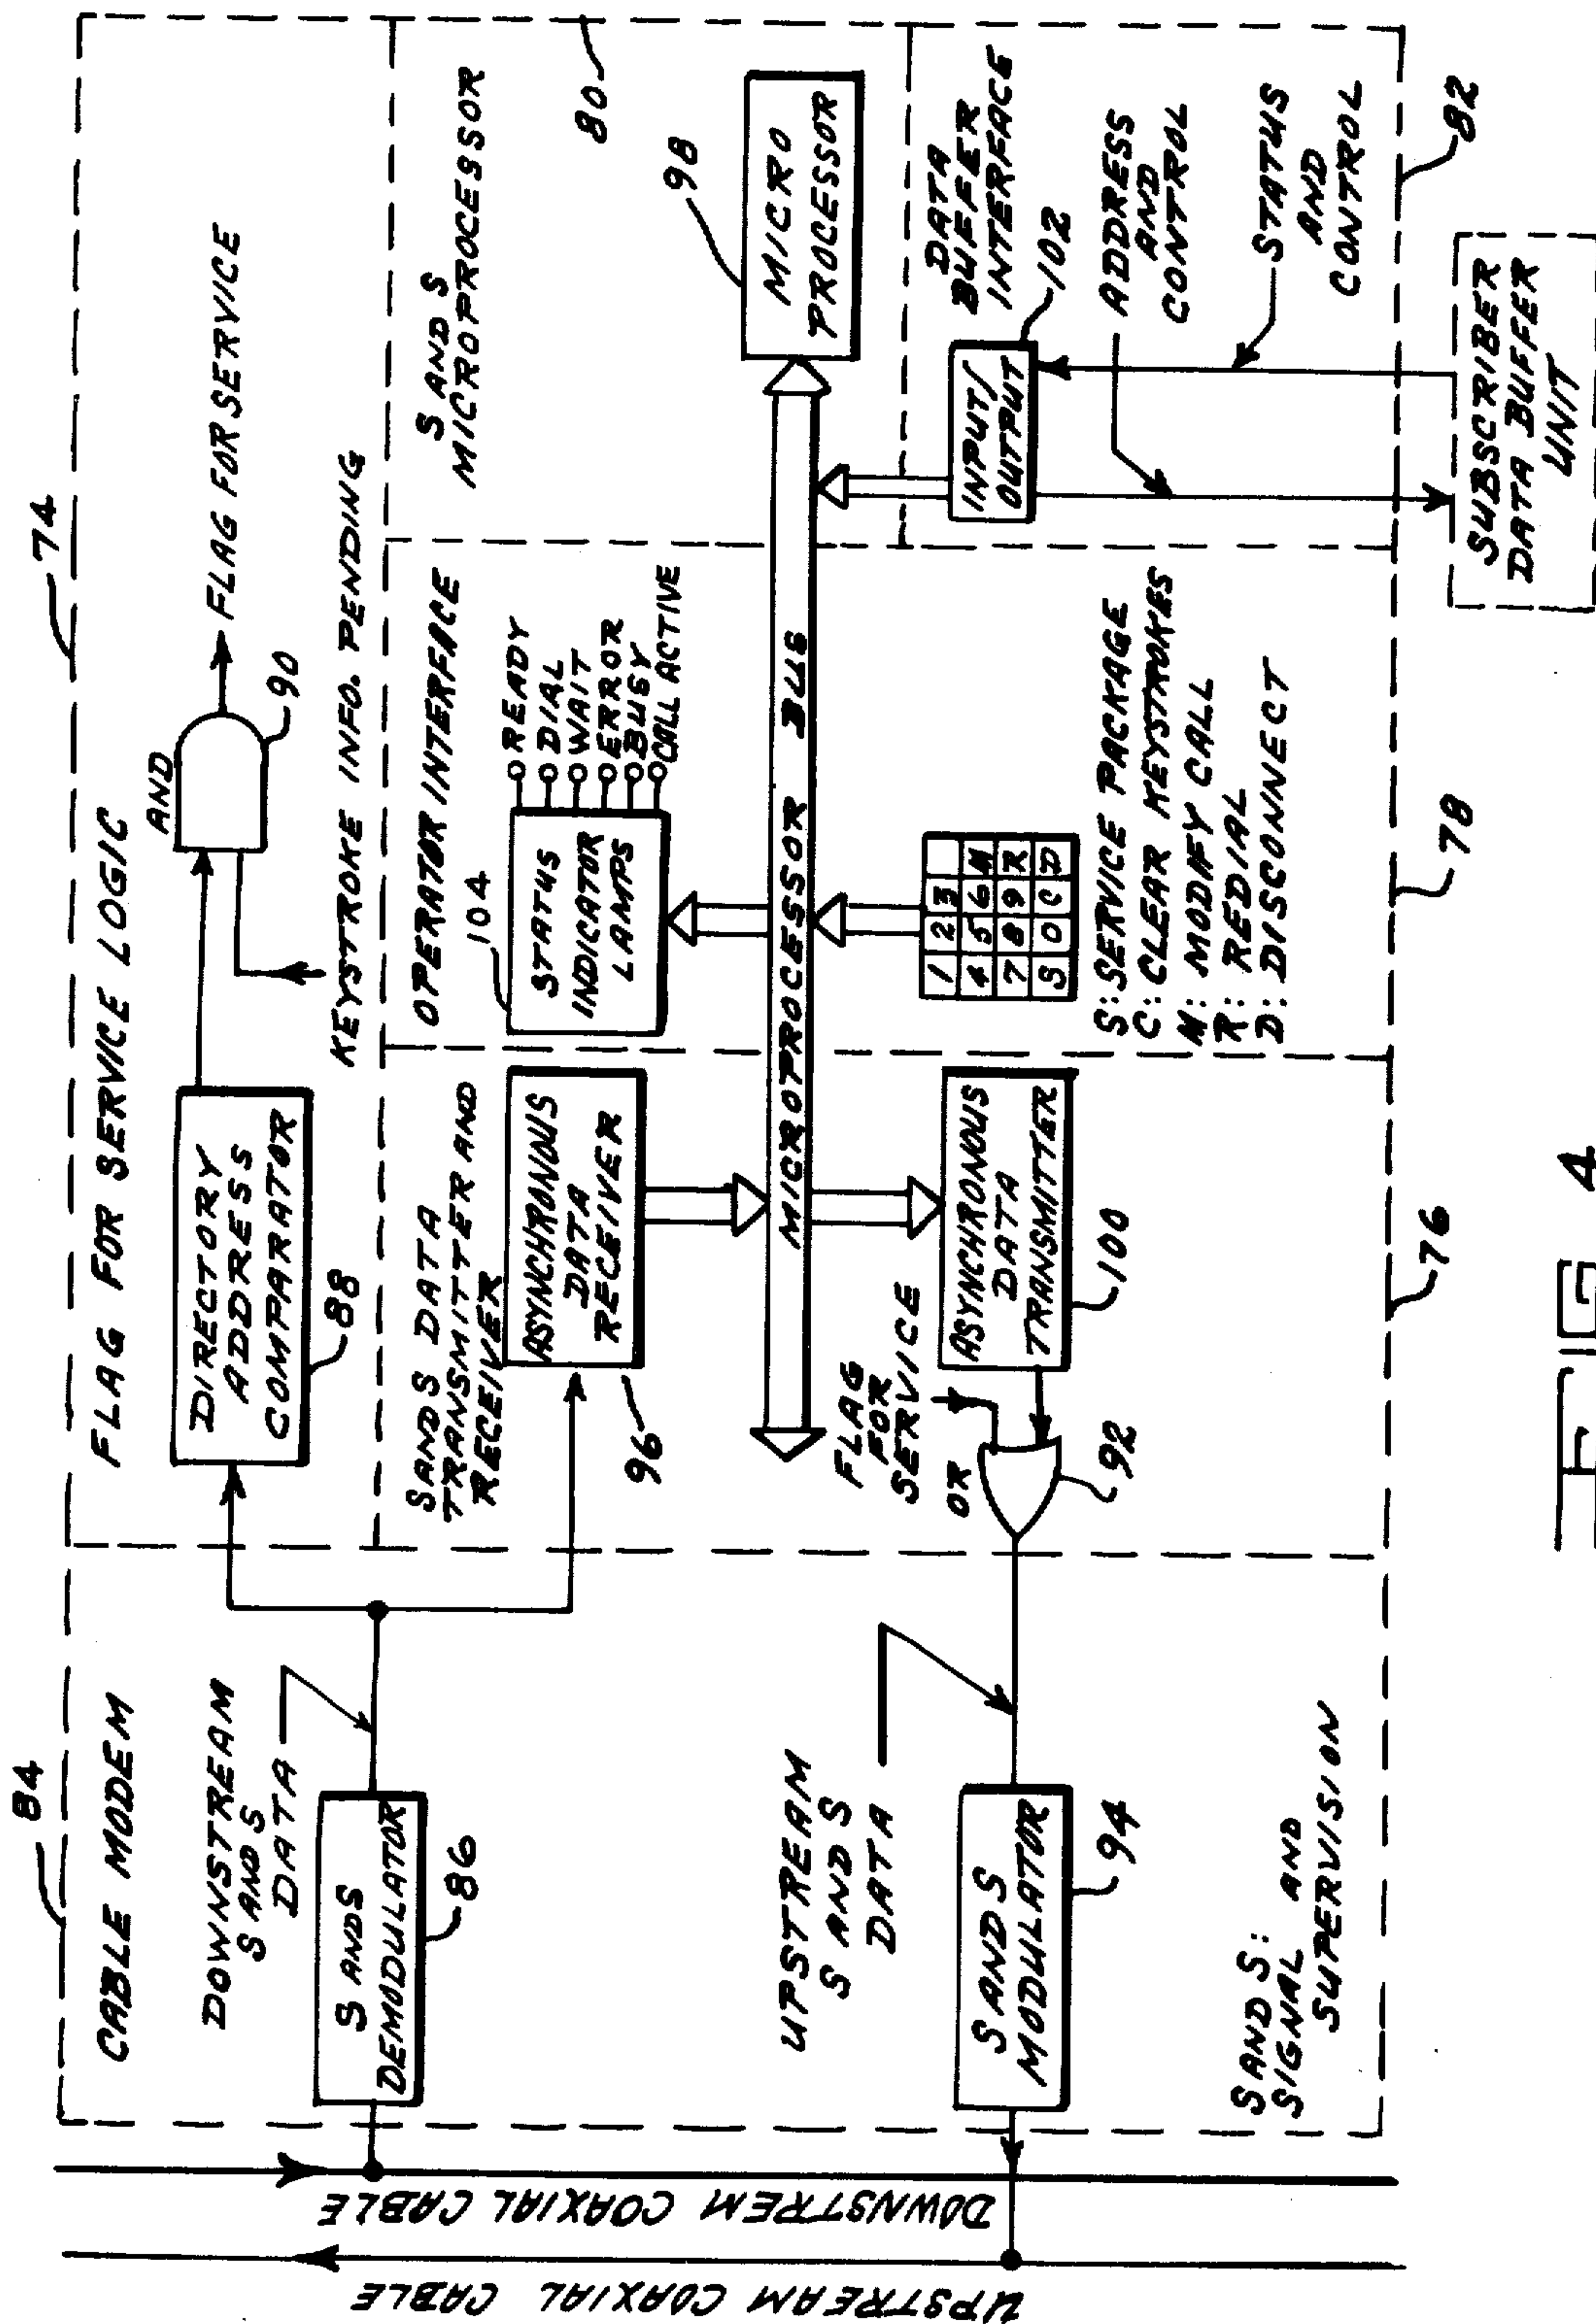 84
74
CABLE MODEM
FLAG FOR SERVICE LOGIC
DOWNSTREAM
S AND S
DATA
S AND S
DEMODULATOR
86
DIRECTORY
ADDRESS
COMPARATOR
88
AND
90
FLAG FOR SERVICE
KEYSTROKE INFO. PENDING
S AND S DATA
TRANSMITTER AND
RECEIVER
ASYNCHRONOUS
DATA
RECEIVER
96
OPERATOR INTERFACE
104
STATUS
INDICATOR
LAMPS
READY
DIAL
WAIT
ERROR
BUSY
CALL ACTIVE
S AND S
MICROPROCESSOR
80
98
MICRO
PROCESSOR
MICROPROCESSOR BUS
UPSTREAM
S AND S
DATA
S AND S
MODULATOR
94
FLAG
FOR
SERVICE
OR
92
ASYNCHRONOUS
DATA
TRANSMITTER
100
1 2 3
4 5 6 M
7 8 9 R
S 0 C D
S: SERVICE PACKAGE
C: CLEAR KEYSTROKES
M: MODIFY CALL
R: REDIAL
D: DISCONNECT
DATA
BUFFER
INTERFACE
102
INPUT/
OUTPUT
ADDRESS
AND
CONTROL
STATUS
AND
CONTROL
S AND S:
SIGNAL AND
SUPERVISION
76
78
82
SUBSCRIBER
DATA BUFFER
UNIT
DOWNSTREM COAXIAL CABLE
UPSTREAM COAXIAL CABLE
FIG 4